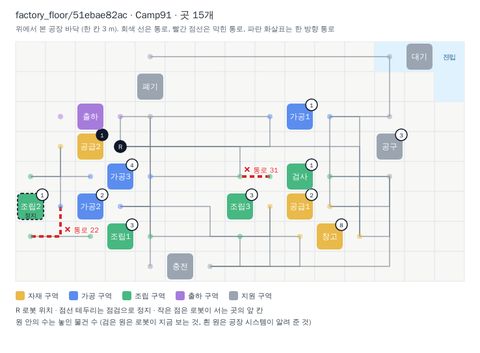 factory_floor/51ebae82ac · Camp91 · 곳 15개
위에서 본 공장 바닥 (한 칸 3 m). 회색 선은 통로, 빨간 점선은 막힌 통로, 파란 화살표는 한 방향 통로
대기
진입
폐기
출하
가공1
1
공급2
1
R
공구
3
가공3
4
통로 31
검사
1
조립2
1
정지
가공2
2
조립3
3
공급1
2
통로 22
조립1
3
창고
8
충전
자재 구역
가공 구역
조립 구역
출하 구역
지원 구역
R 로봇 위치 · 점선 테두리는 점검으로 정지 · 작은 점은 로봇이 서는 곳의 앞 칸
원 안의 수는 놓인 물건 수 (검은 원은 로봇이 지금 보는 것, 흰 원은 공장 시스템이 알려 준 것)